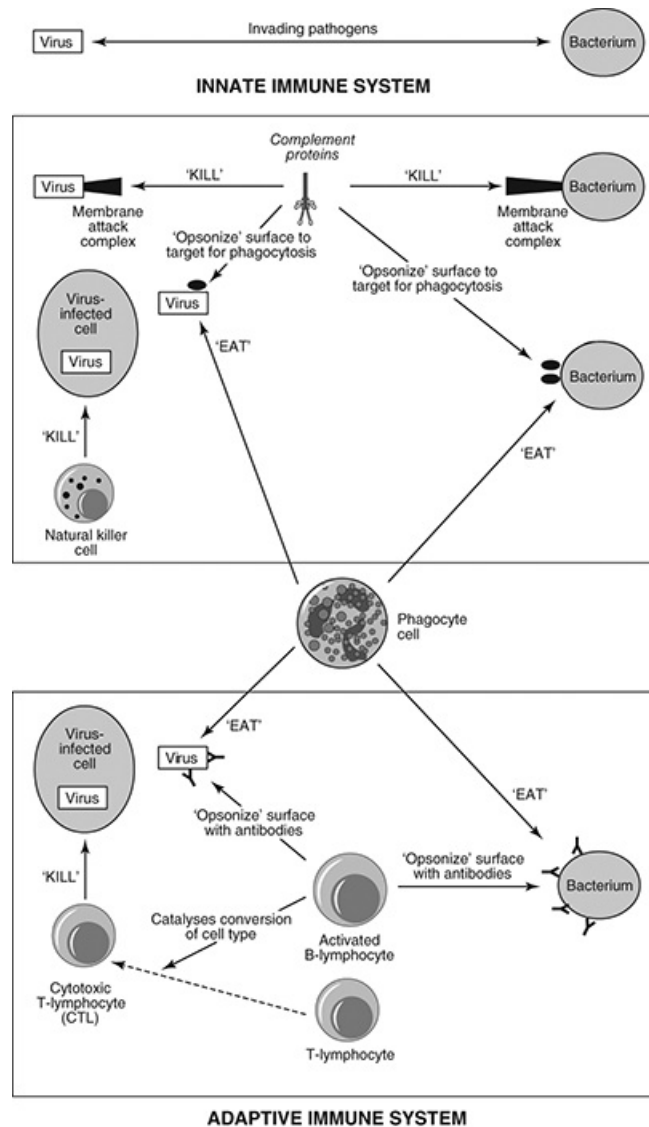 Invading pathogens
Virus
Bacterium
INNATE IMMUNE SYSTEM
Complement
proteins
'KILL'
'KILL'
Virus
Membrane
attack
complex
Bacterium
Membrane
attack
complex
'Opsonize' surface to
target for phagocytosis
'Opsonize' surface to
target for phagocytosis
Virus-
infected
cell
Virus
Virus
'EAT'
Bacterium
'KILL'
'EAT'
Natural killer
cell
Phagocyte
cell
Virus-
infected
cell
Virus
Virus
'EAT'
'EAT'
'Opsonize' surface
with antibodies
'Opsonize' surface
with antibodies
Bacterium
'KILL'
Catalyses conversion
of cell type
Activated
B-lymphocyte
Cytotoxic
T-lymphocyte
(CTL)
T-lymphocyte
ADAPTIVE IMMUNE SYSTEM